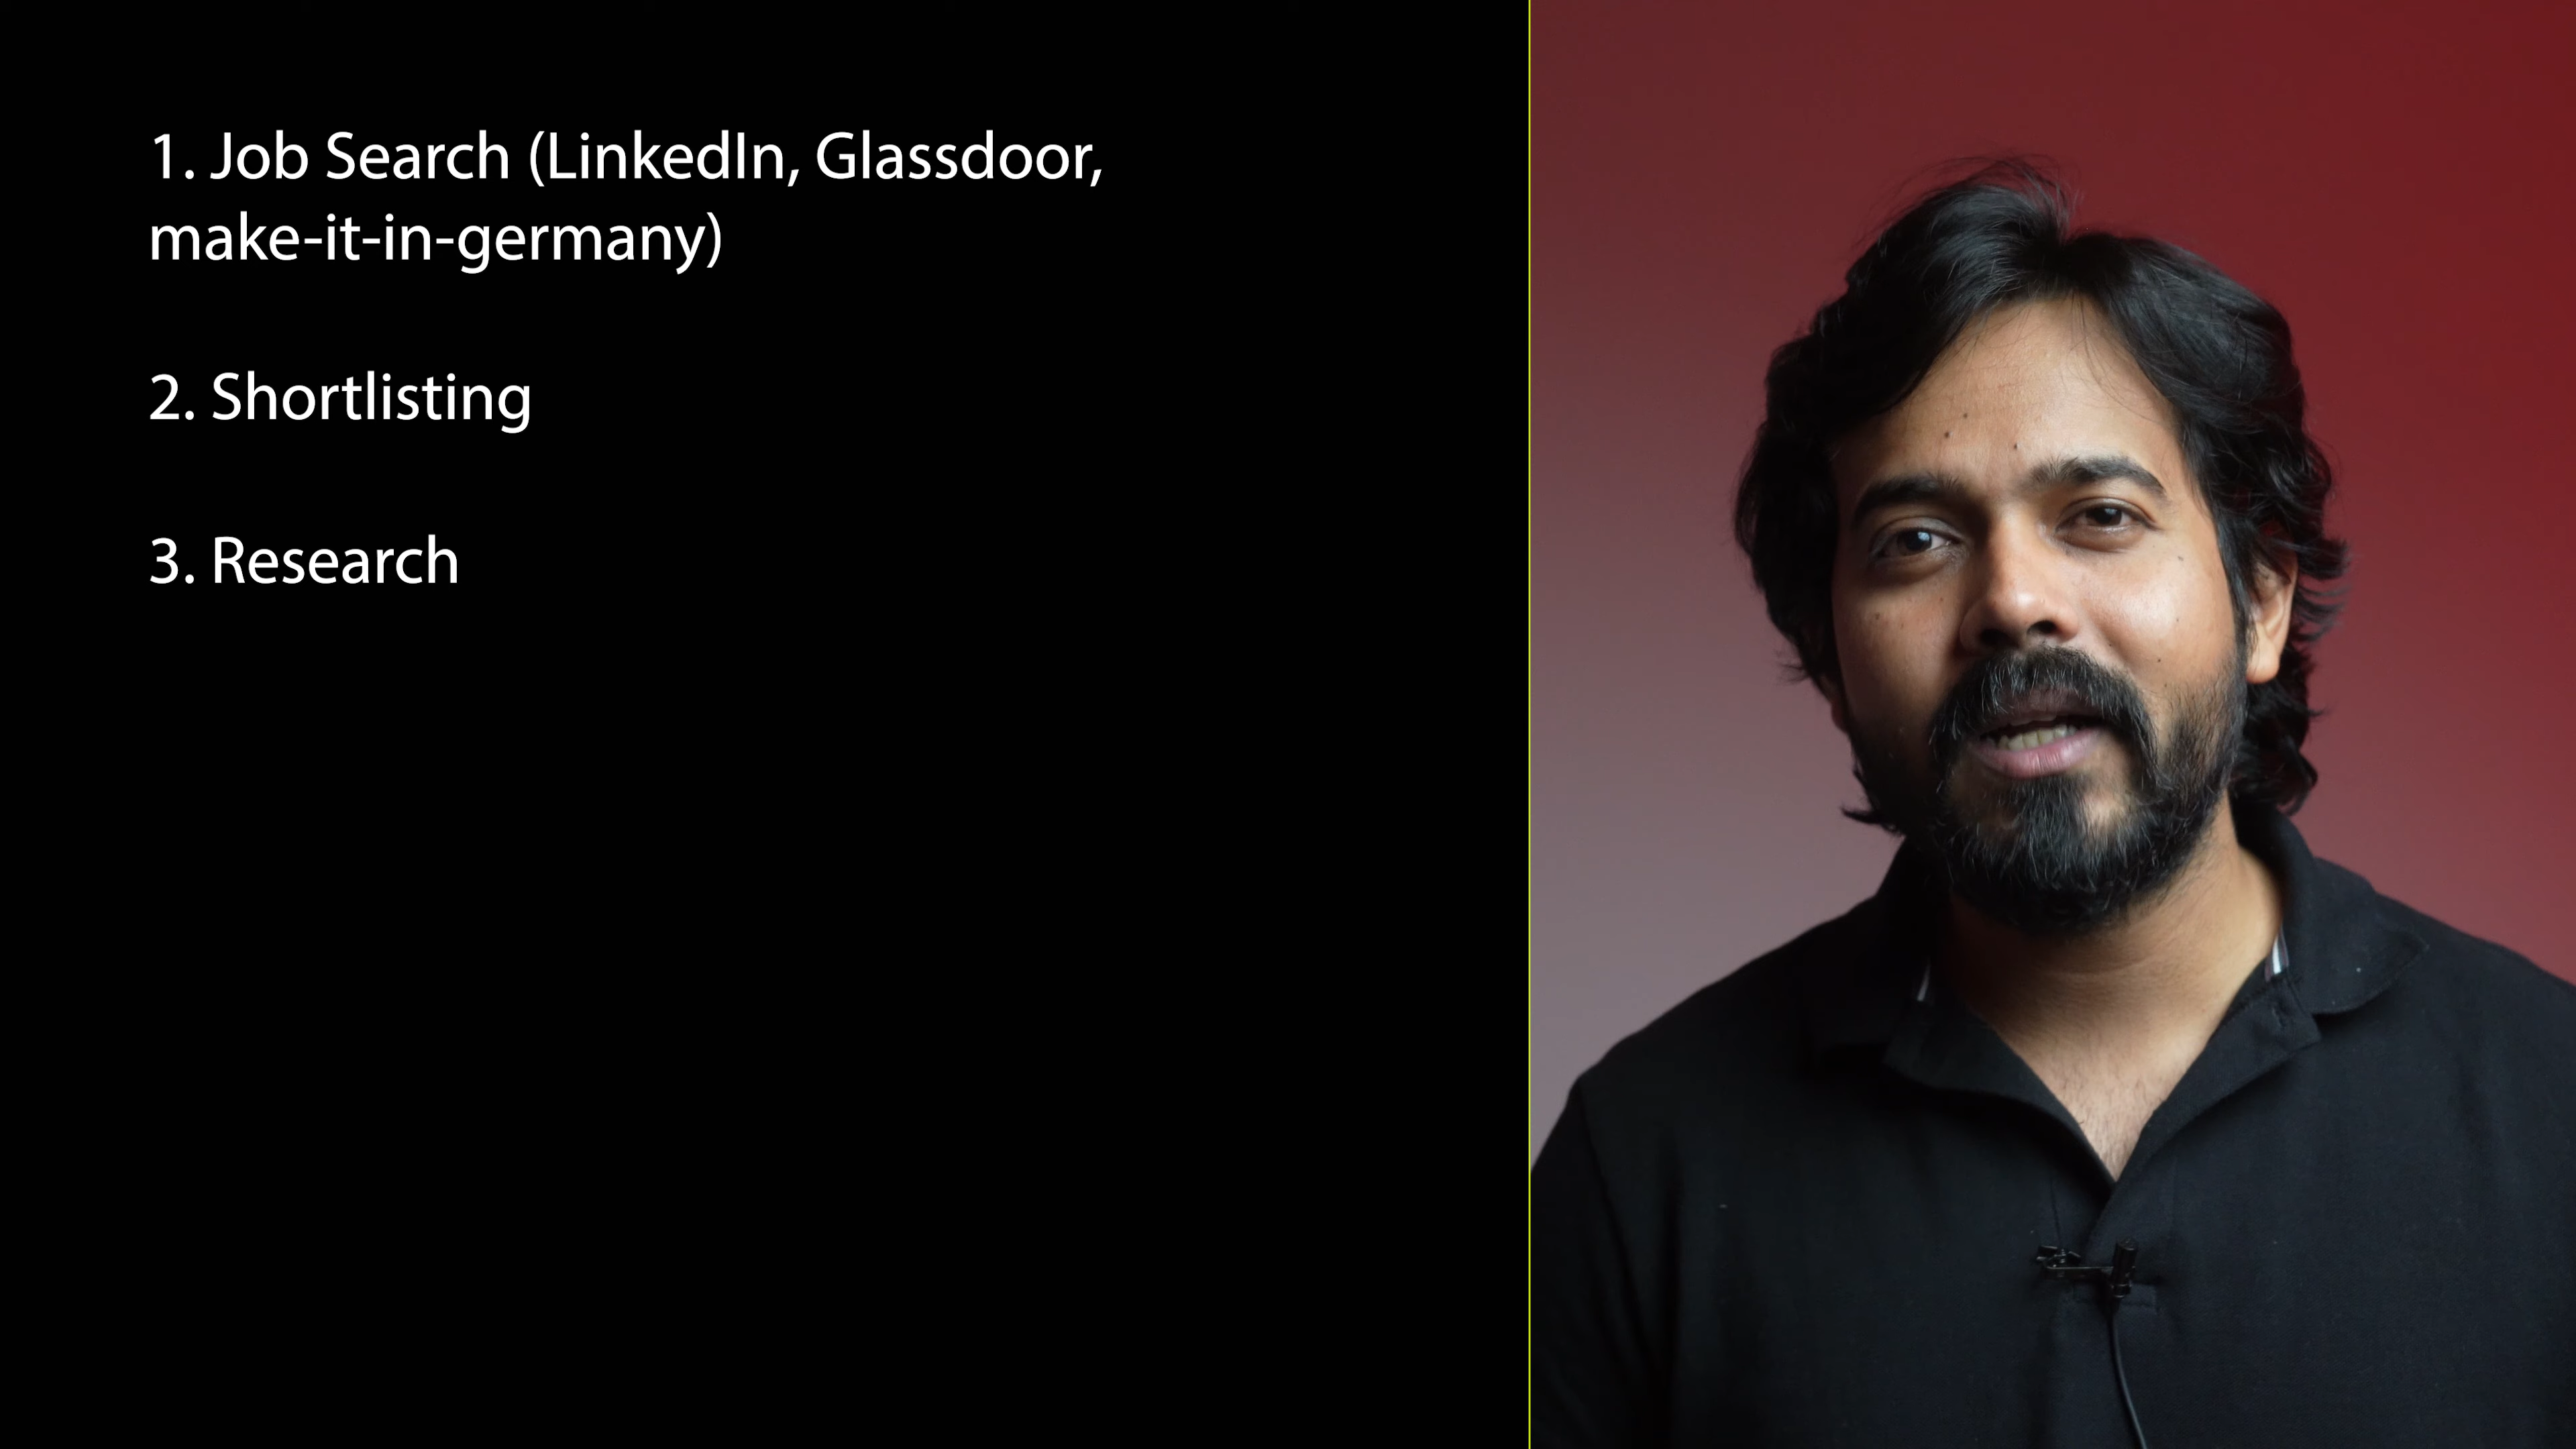 1. Job Search (LinkedIn, Glassdoor,
make-it-in-germany)
2. Shortlisting
3. Research